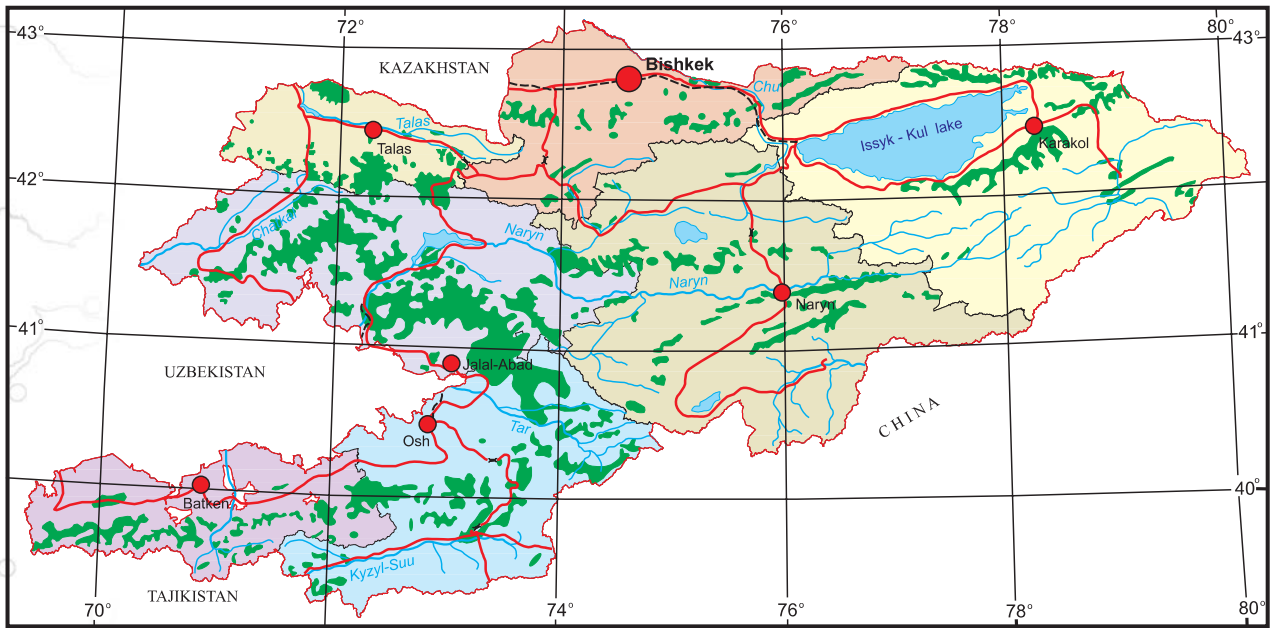 72°
76°
78°
80°
43°
43°
KAZAKHSTAN
Bishkek
Chu
Talas
Talas
Issyk - Kul lake
Karakol
42°
42°
Chatkal
Naryn
Naryn
Naryn
41°
41°
Jalal-Abad
UZBEKISTAN
CHINA
Tar
Osh
40°
Batken
Kyzyl-Suu
TAJIKISTAN
70°
74°
76°
78°
80°